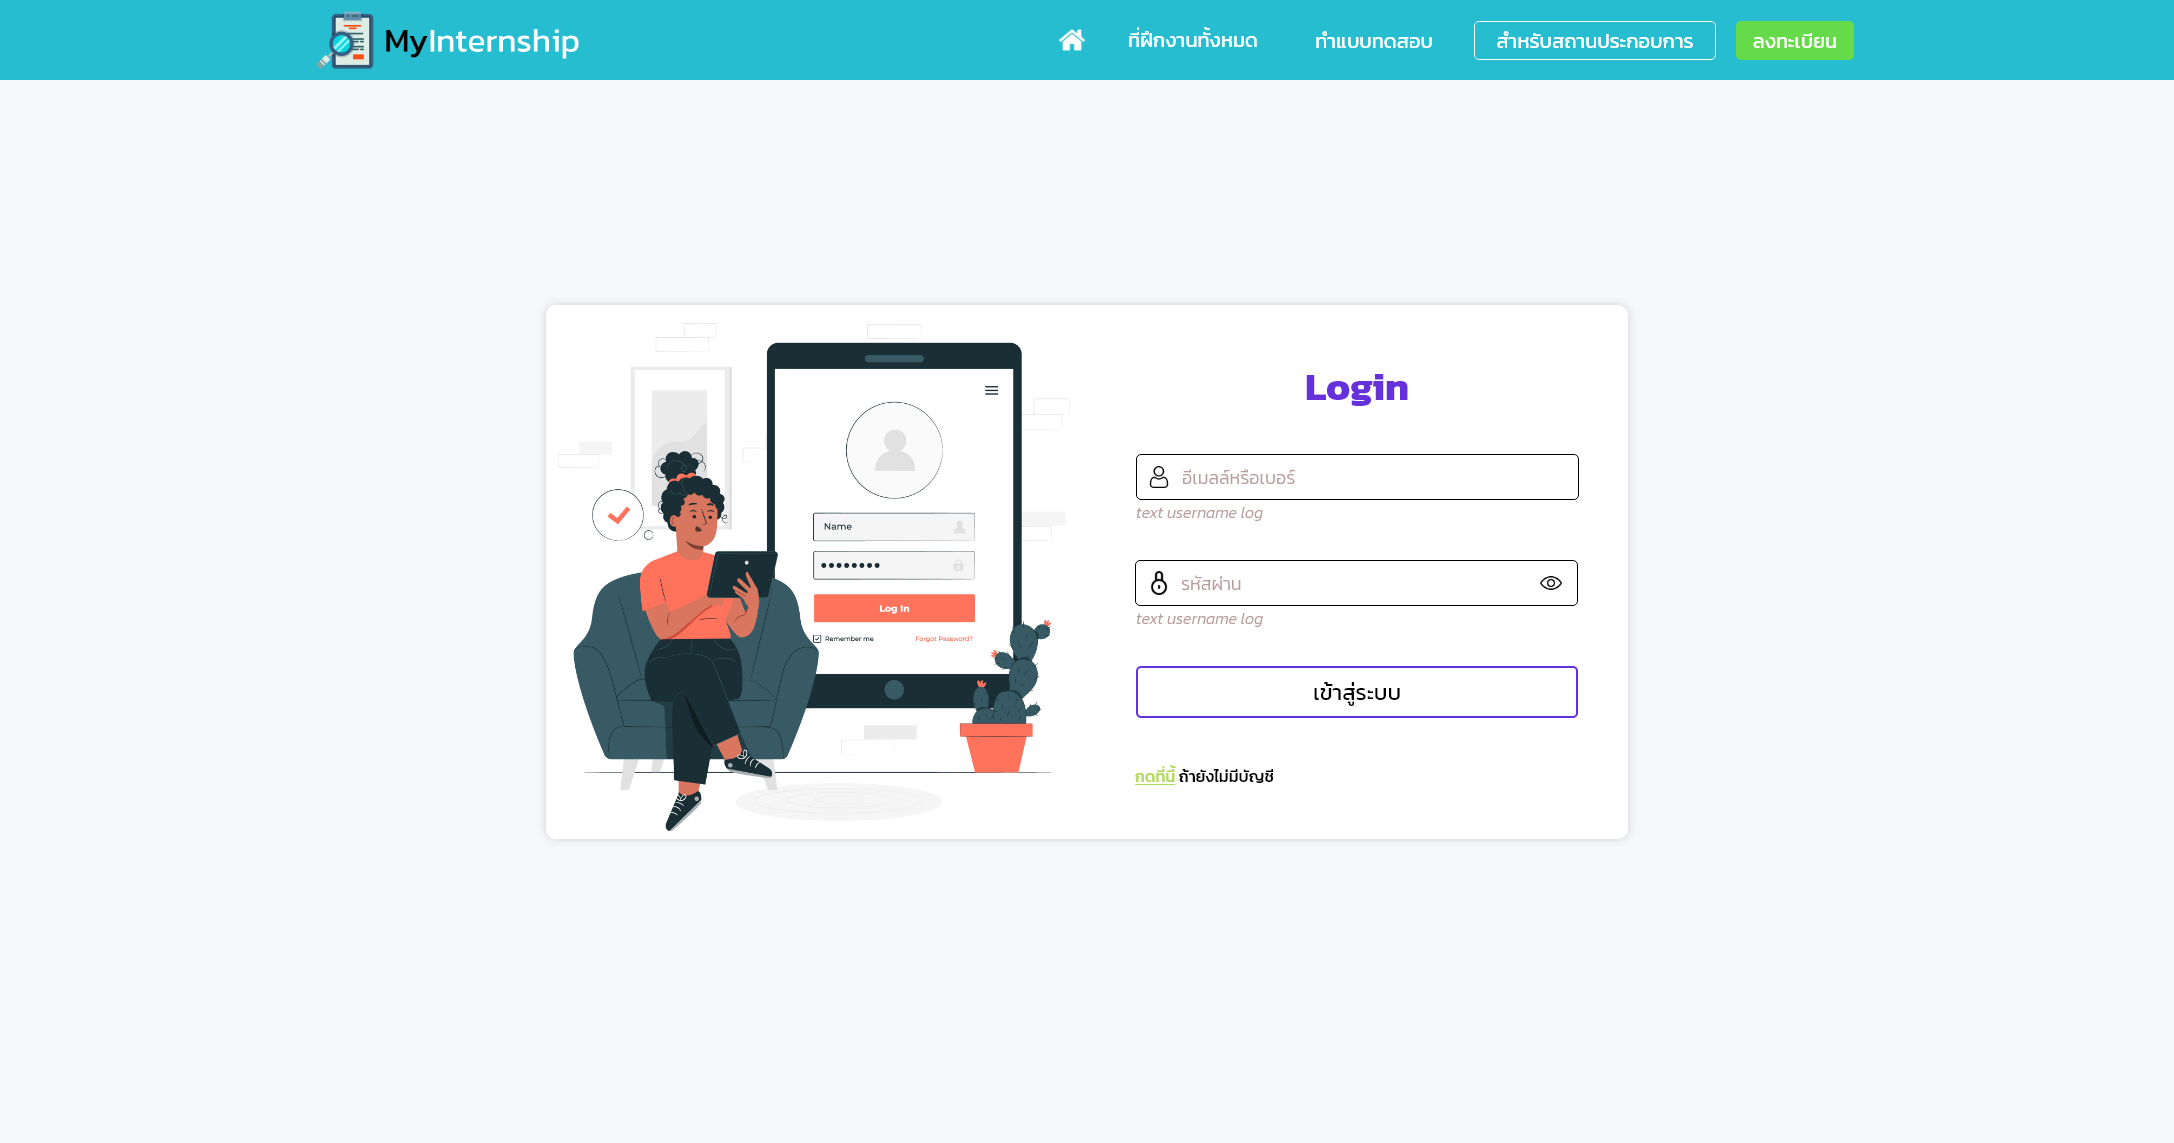 MyInternship
ที่ฝึกงานทั้งหมด
ทำแบบทดสอบ
สำหรับสถานประกอบการ
ลงทะเบียน
Login
อีเมลล์หรือเบอร์
text username log
รหัสผ่าน
text username log
เข้าสู่ระบบ
กดที่นี้ ถ้ายังไม่มีบัญชี
Name
Log In
Remember me
Forgot Password?